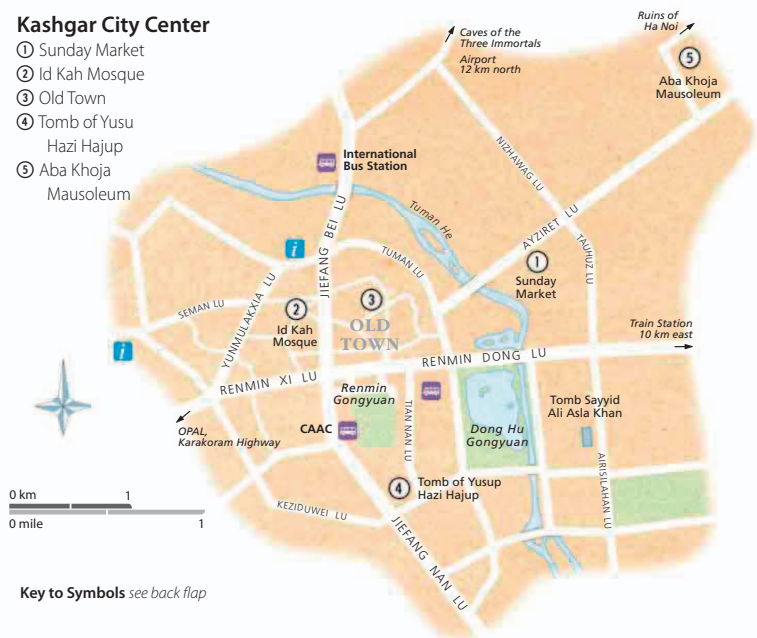 Kashgar City Center
① Sunday Market
② Id Kah Mosque
③ Old Town
④ Tomb of Yusu
Hazi Hajup
⑤ Aba Khoja
Mausoleum
Ruins of
Ha Noi
Caves of the
Three Immortals
Airport
12 km north
⑤
Aba Khoja
Mausoleum
International
Bus Station
NIZHAWAG LU
Tuman He
JIEFANG BEI LU
AYZIRET LU
TAUHUZ LU
i
TUMAN LU
①
Sunday
Market
SEMAN LU
YUNMULAKXIA LU
②
Id Kah
Mosque
③
OLD
TOWN
Train Station
10 km east
i
RENMIN DONG LU
RENMIN XI LU
Renmin
Gongyuan
TIAN NAN LU
Tomb Sayyid
Ali Asla Khan
OPAL,
Karakoram Highway
CAAC
Dong Hu
Gongyuan
AIRISILAHAN LU
④
Tomb of Yusup
Hazi Hajup
KEZIDUWEI LU
JIEFANG NAN LU
0 km 1
0 mile 1
Key to Symbols see back flap